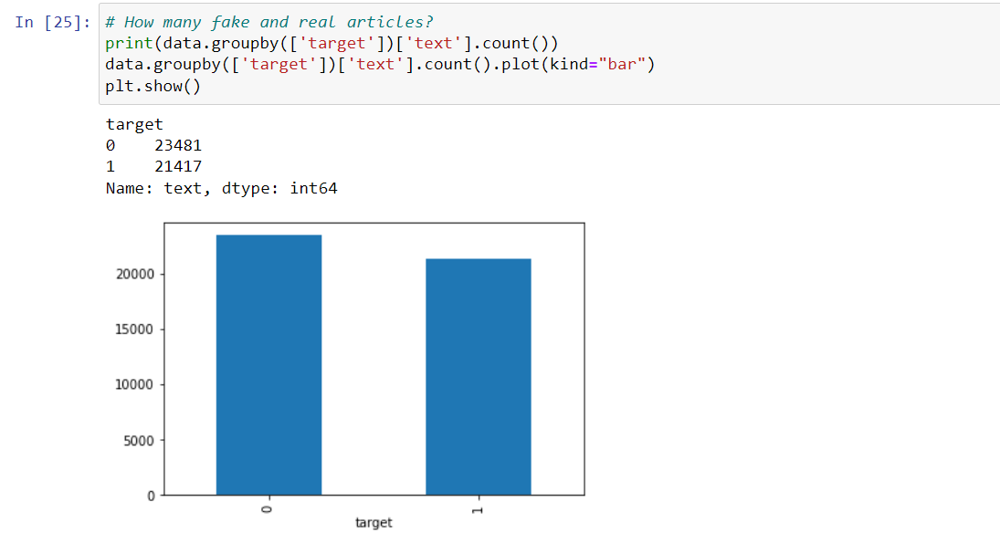 In [25]: # How many fake and real articles?
print(data.groupby(['target'])['text'].count())
data.groupby(['target'])['text'].count().plot(kind="bar")
plt.show()
target
0    23481
1    21417
Name: text, dtype: int64
20000
15000
10000
5000
0
0 1
target